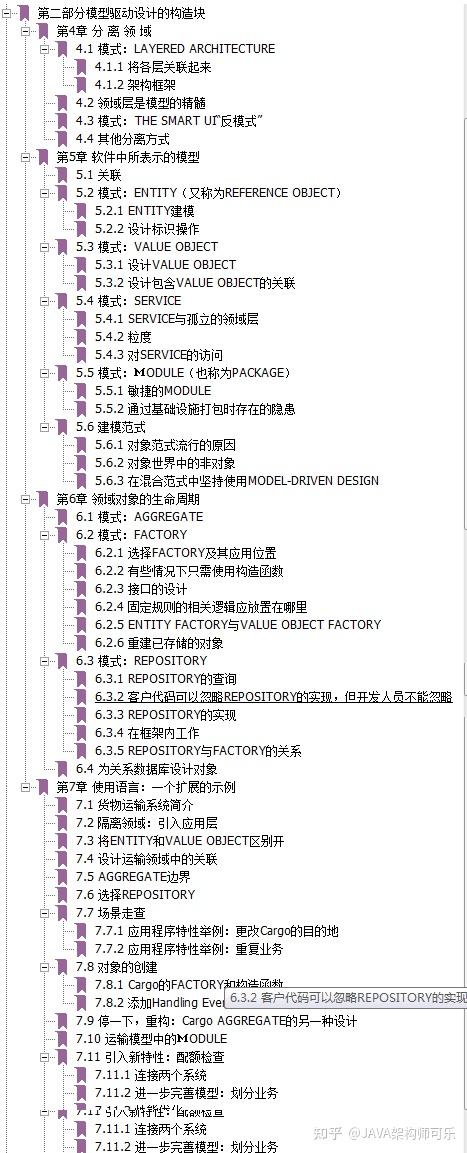 第二部分模型驱动设计的构造块
第4章 分 离 领 域
4.1 模式：LAYERED ARCHITECTURE
4.1.1 将各层关联起来
4.1.2 架构框架
4.2 领域层是模型的精髓
4.3 模式：THE SMART UI“反模式”
4.4 其他分离方式
第5章 软件中所表示的模型
5.1 关联
5.2 模式：ENTITY（又称为REFERENCE OBJECT）
5.2.1 ENTITY建模
5.2.2 设计标识操作
5.3 模式：VALUE OBJECT
5.3.1 设计VALUE OBJECT
5.3.2 设计包含VALUE OBJECT的关联
5.4 模式：SERVICE
5.4.1 SERVICE与孤立的领域层
5.4.2 粒度
5.4.3 对SERVICE的访问
5.5 模式：MODULE（也称为PACKAGE）
5.5.1 敏捷的MODULE
5.5.2 通过基础设施打包时存在的隐患
5.6 建模范式
5.6.1 对象范式流行的原因
5.6.2 对象世界中的非对象
5.6.3 在混合范式中坚持使用MODEL-DRIVEN DESIGN
第6章 领域对象的生命周期
6.1 模式：AGGREGATE
6.2 模式：FACTORY
6.2.1 选择FACTORY及其应用位置
6.2.2 有些情况下只需使用构造函数
6.2.3 接口的设计
6.2.4 固定规则的相关逻辑应放置在哪里
6.2.5 ENTITY FACTORY与VALUE OBJECT FACTORY
6.2.6 重建已存储的对象
6.3 模式：REPOSITORY
6.3.1 REPOSITORY的查询
6.3.2 客户代码可以忽略REPOSITORY的实现，但开发人员不能忽略
6.3.3 REPOSITORY的实现
6.3.4 在框架内工作
6.3.5 REPOSITORY与FACTORY的关系
6.4 为关系数据库设计对象
第7章 使用语言：一个扩展的示例
7.1 货物运输系统简介
7.2 隔离领域：引入应用层
7.3 将ENTITY和VALUE OBJECT区别开
7.4 设计运输领域中的关联
7.5 AGGREGATE边界
7.6 选择REPOSITORY
7.7 场景走查
7.7.1 应用程序特性举例：更改Cargo的目的地
7.7.2 应用程序特性举例：重复业务
7.8 对象的创建
7.8.1 Cargo的FACTORY和构造函数
7.8.2 添加Handling Ever
6.3.2 客户代码可以忽略REPOSITORY的实现
7.9 停一下，重构：Cargo AGGREGATE的另一种设计
7.10 运输模型中的MODULE
7.11 引入新特性：配额检查
7.11.1 连接两个系统
7.11.2 进一步完善模型：划分业务
7.11.1 连接两个系统
7.11.2 进一步完善模型：划分业务
知乎 @JAVA架构师可乐